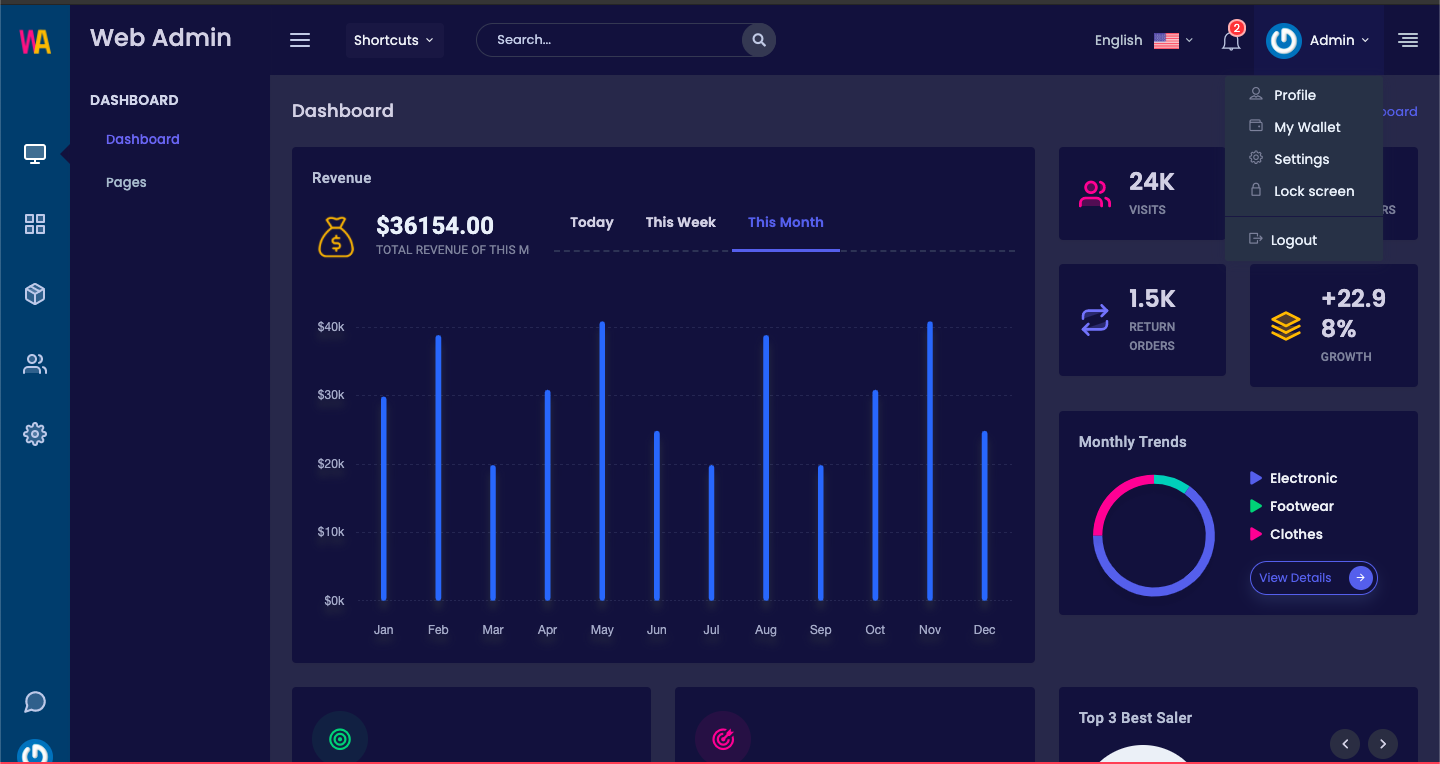 WA
Web Admin
Shortcuts
Search...
English
2
Admin
DASHBOARD
Dashboard
Pages
Dashboard
board
Profile
My Wallet
Settings
Lock screen
Logout
Revenue
$36154.00
TOTAL REVENUE OF THIS M
Today
This Week
This Month
$40k
$30k
$20k
$10k
$0k
Jan
Feb
Mar
Apr
May
Jun
Jul
Aug
Sep
Oct
Nov
Dec
24K
VISITS
RS
1.5K
RETURN
ORDERS
+22.9
8%
GROWTH
Monthly Trends
Electronic
Footwear
Clothes
View Details
Top 3 Best Saler